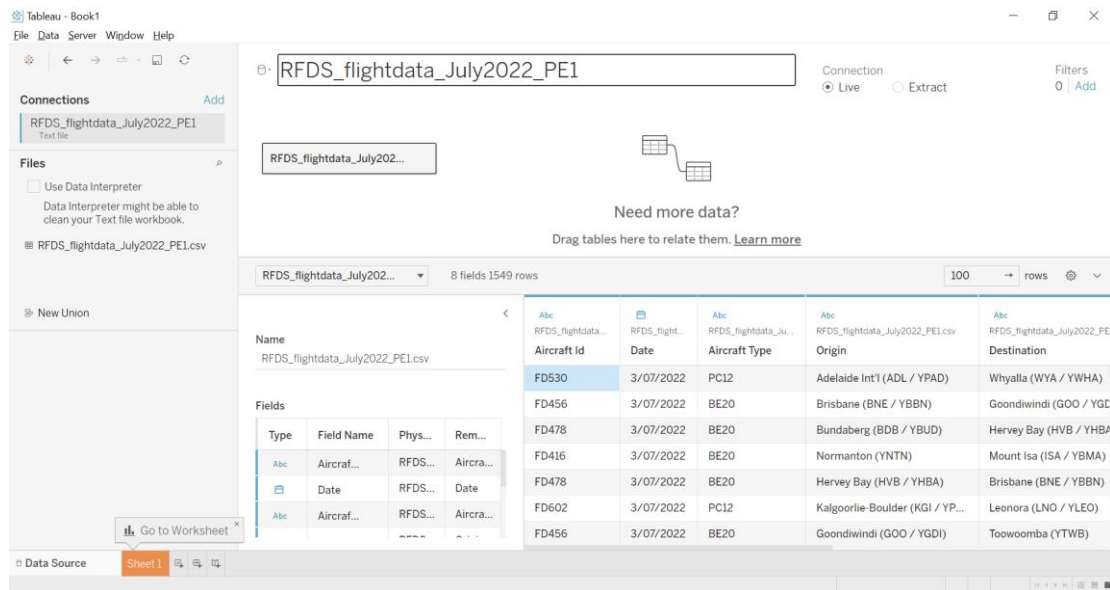 Tableau - Book1
File Data Server Window Help
Connections Add
RFDS_flightdata_July2022_PE1
Text file
Files
Use Data Interpreter
Data Interpreter might be able to
clean your Text file workbook.
RFDS_flightdata_July2022_PE1.csv
New Union
RFDS_flightdata_July2022_PE1
Connection
Live Extract
Filters
0 Add
RFDS_flightdata_July202...
Need more data?
Drag tables here to relate them. Learn more
RFDS_flightdata_July202... 8 fields 1549 rows 100 → rows
Name
RFDS_flightdata_July2022_PE1.csv
Fields
Type Field Name Phys... Rem...
Abc Aircraf... RFDS... Aircra...
Date RFDS... Date
Abc Aircraf... RFDS... Aircra...
Abc Abc Abc Abc
RFDS_flightdata... RFDS_flight... RFDS_flightdata_Ju... RFDS_flightdata_July2022_PE1.csv RFDS_flightdata_July2022_PE
Aircraft Id Date Aircraft Type Origin Destination
FD530 3/07/2022 PC12 Adelaide Int'l (ADL / YPAD) Whyalla (WYA / YWHA)
FD456 3/07/2022 BE20 Brisbane (BNE / YBBN) Goondiwindi (GOO / YGD
FD478 3/07/2022 BE20 Bundaberg (BDB / YBUD) Hervey Bay (HVB / YHBA
FD416 3/07/2022 BE20 Normanton (YNTN) Mount Isa (ISA / YBMA)
FD478 3/07/2022 BE20 Hervey Bay (HVB / YHBA) Brisbane (BNE / YBBN)
FD602 3/07/2022 PC12 Kalgoorlie-Boulder (KGI / YP... Leonora (LNO / YLEO)
FD456 3/07/2022 BE20 Goondiwindi (GOO / YGDI) Toowoomba (YTWB)
Go to Worksheet
Data Source Sheet 1